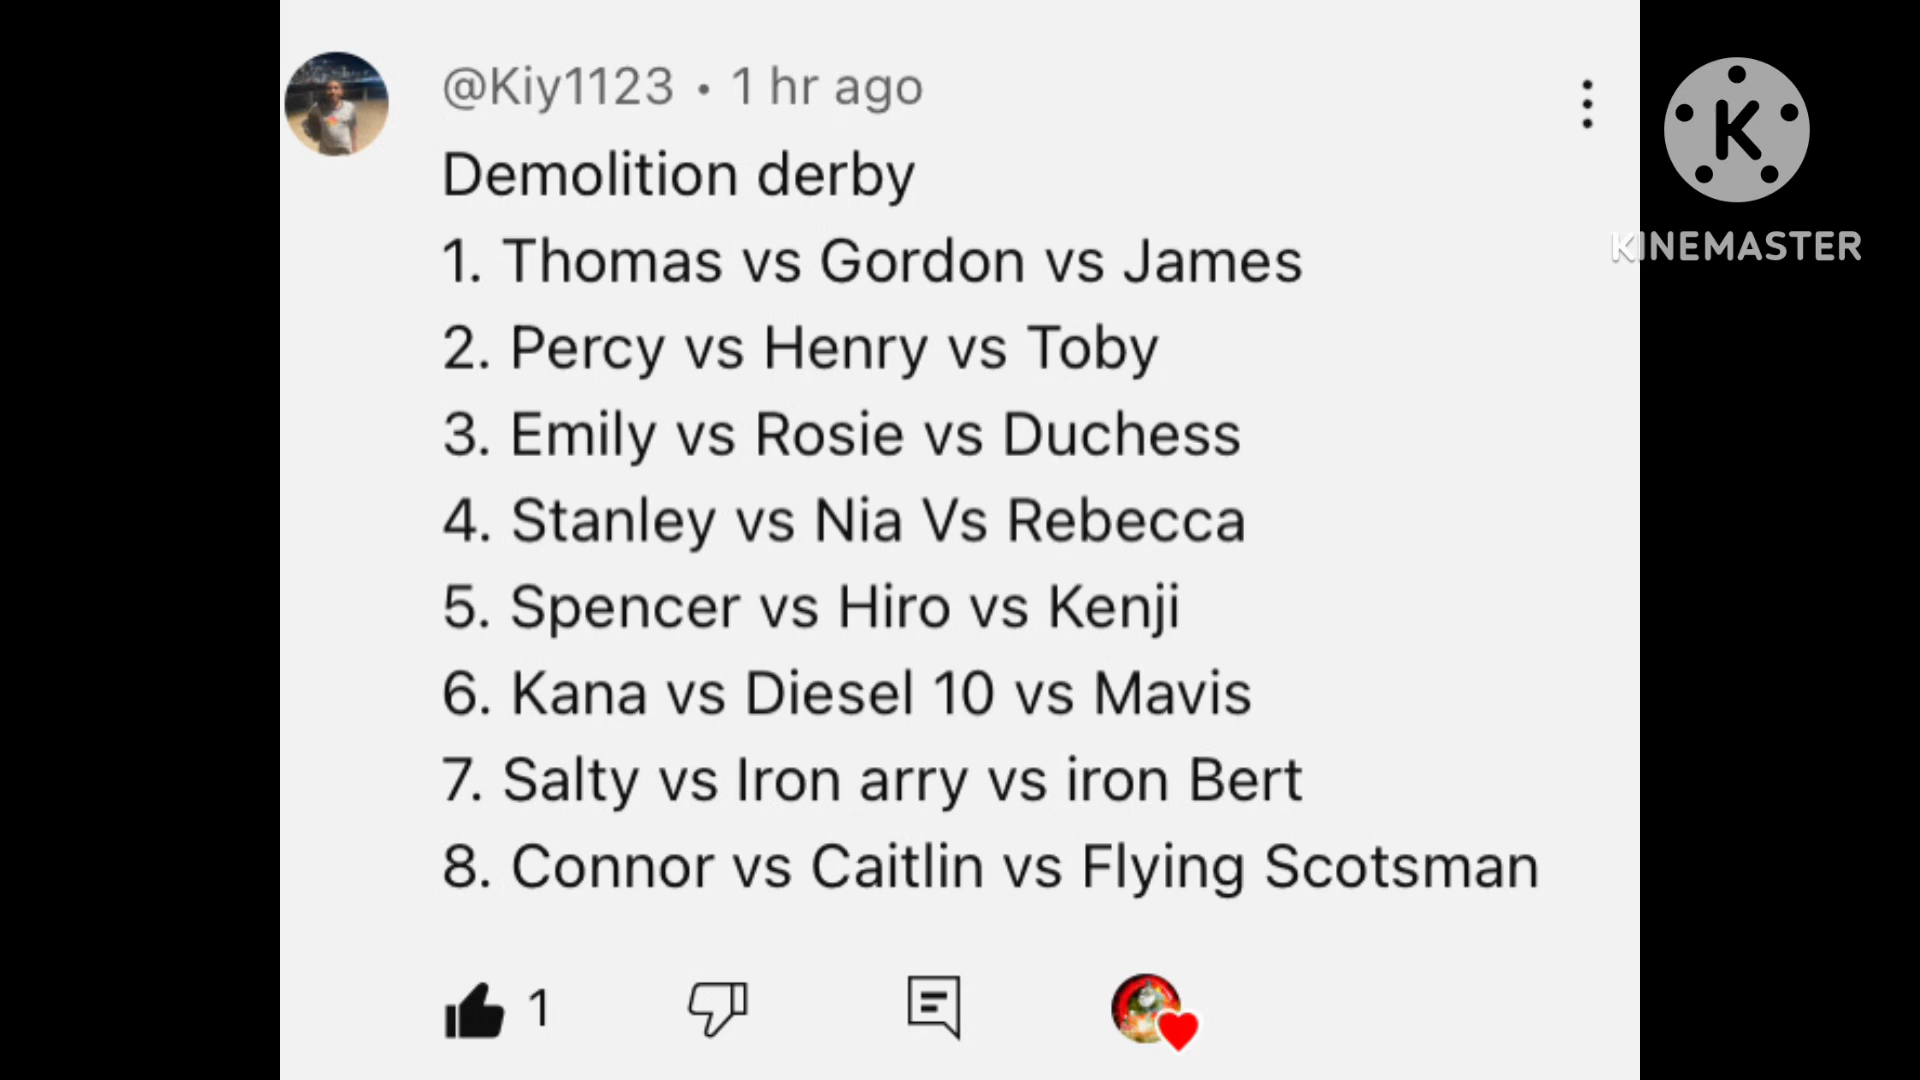 @Kiy1123 • 1 hr ago
Demolition derby
1. Thomas vs Gordon vs James
2. Percy vs Henry vs Toby
3. Emily vs Rosie vs Duchess
4. Stanley vs Nia Vs Rebecca
5. Spencer vs Hiro vs Kenji
6. Kana vs Diesel 10 vs Mavis
7. Salty vs Iron arry vs iron Bert
8. Connor vs Caitlin vs Flying Scotsman
1
K
KINEMASTER